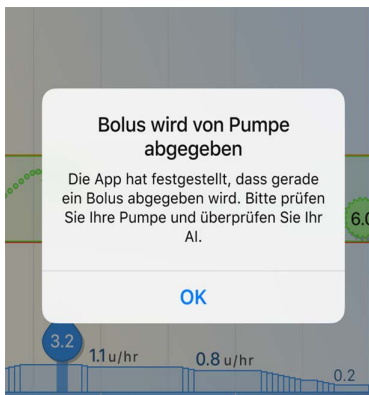 Bolus wird von Pumpe
abgegeben
Die App hat festgestellt, dass gerade
ein Bolus abgegeben wird. Bitte prüfen
Sie Ihre Pumpe und überprüfen Sie Ihr
AI.
6.0
OK
3.2
1.1 u/hr
0.8 u/hr
0.2